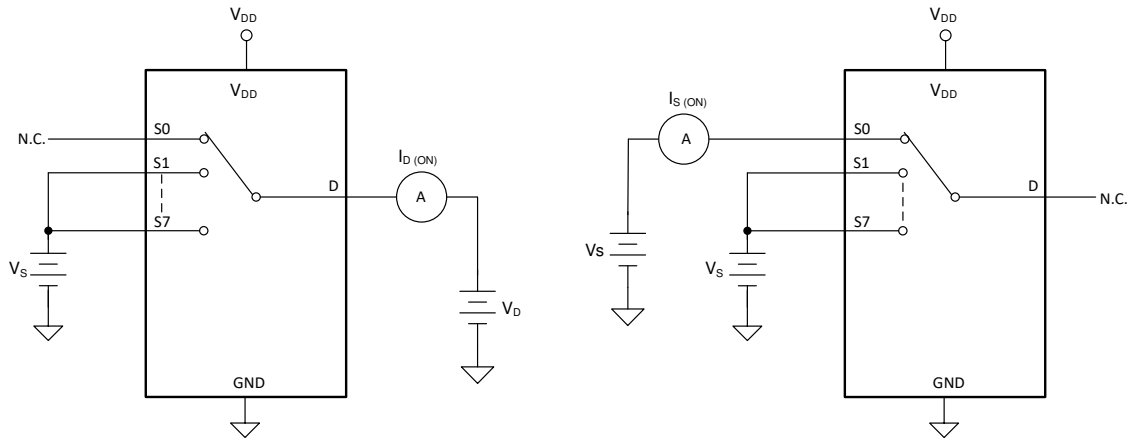 VDD
VDD
N.C.
S0
S1
S7
VS
D
ID (ON)
A
VD
GND
VDD
VDD
IS (ON)
A
VS
S0
S1
S7
VS
D
N.C.
GND